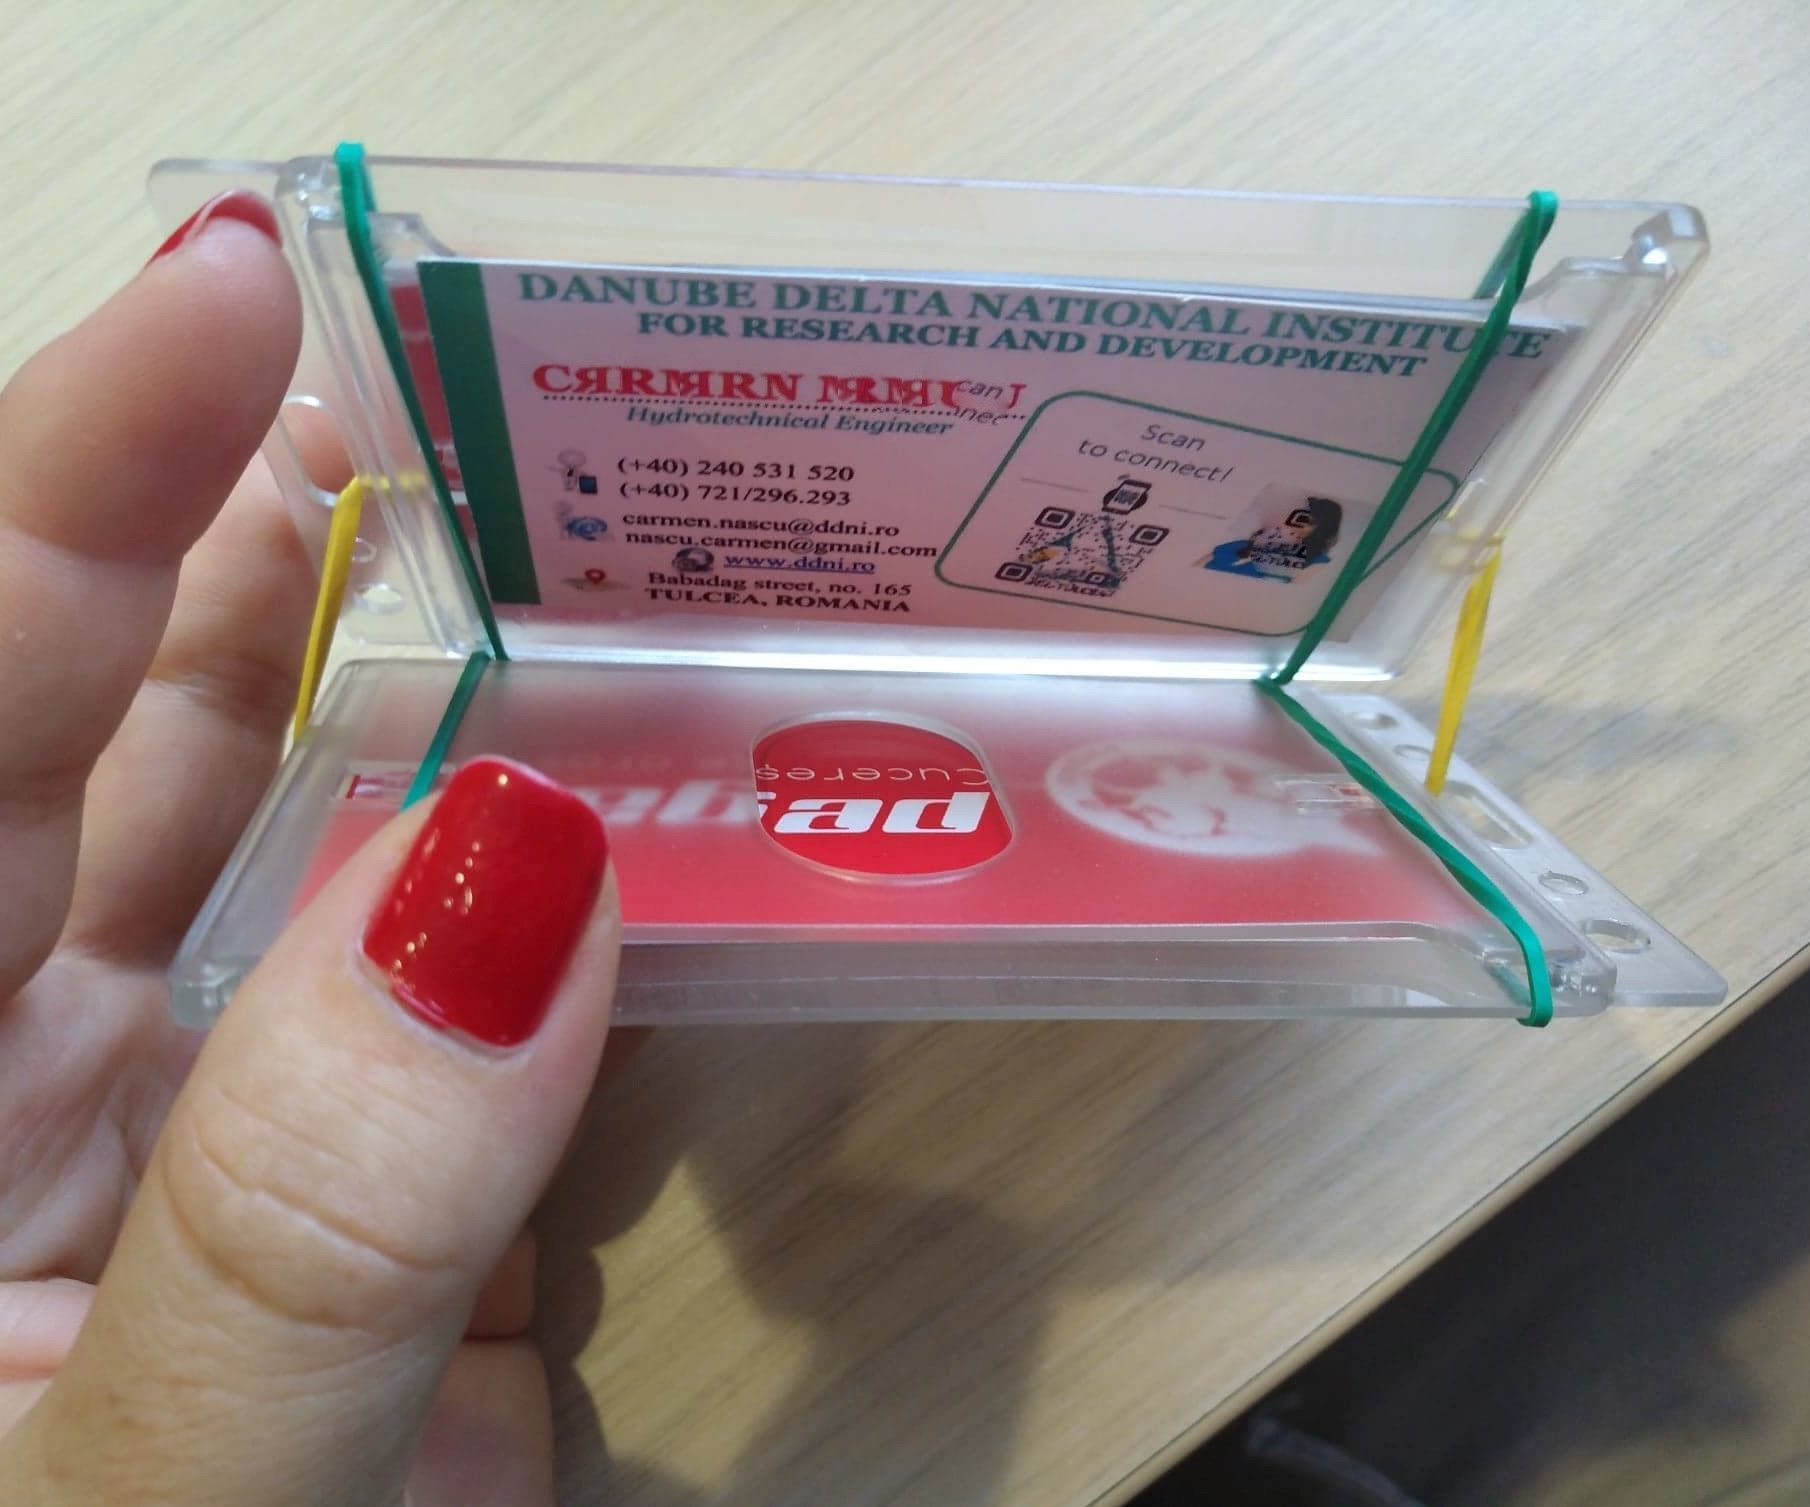 DANUBE DELTA NATIONAL INSTITUTE
FOR RESEARCH AND DEVELOPMENT
Hydrotechnical Engineer
(+40) 240 531 520
(+40) 721/296.293
carmen.nascu@ddni.ro
nascu.carmen@gmail.com
www.ddni.ro
Babadag street, no. 165
TULCEA, ROMANIA
Scan
to connect!
Cuceres
pea